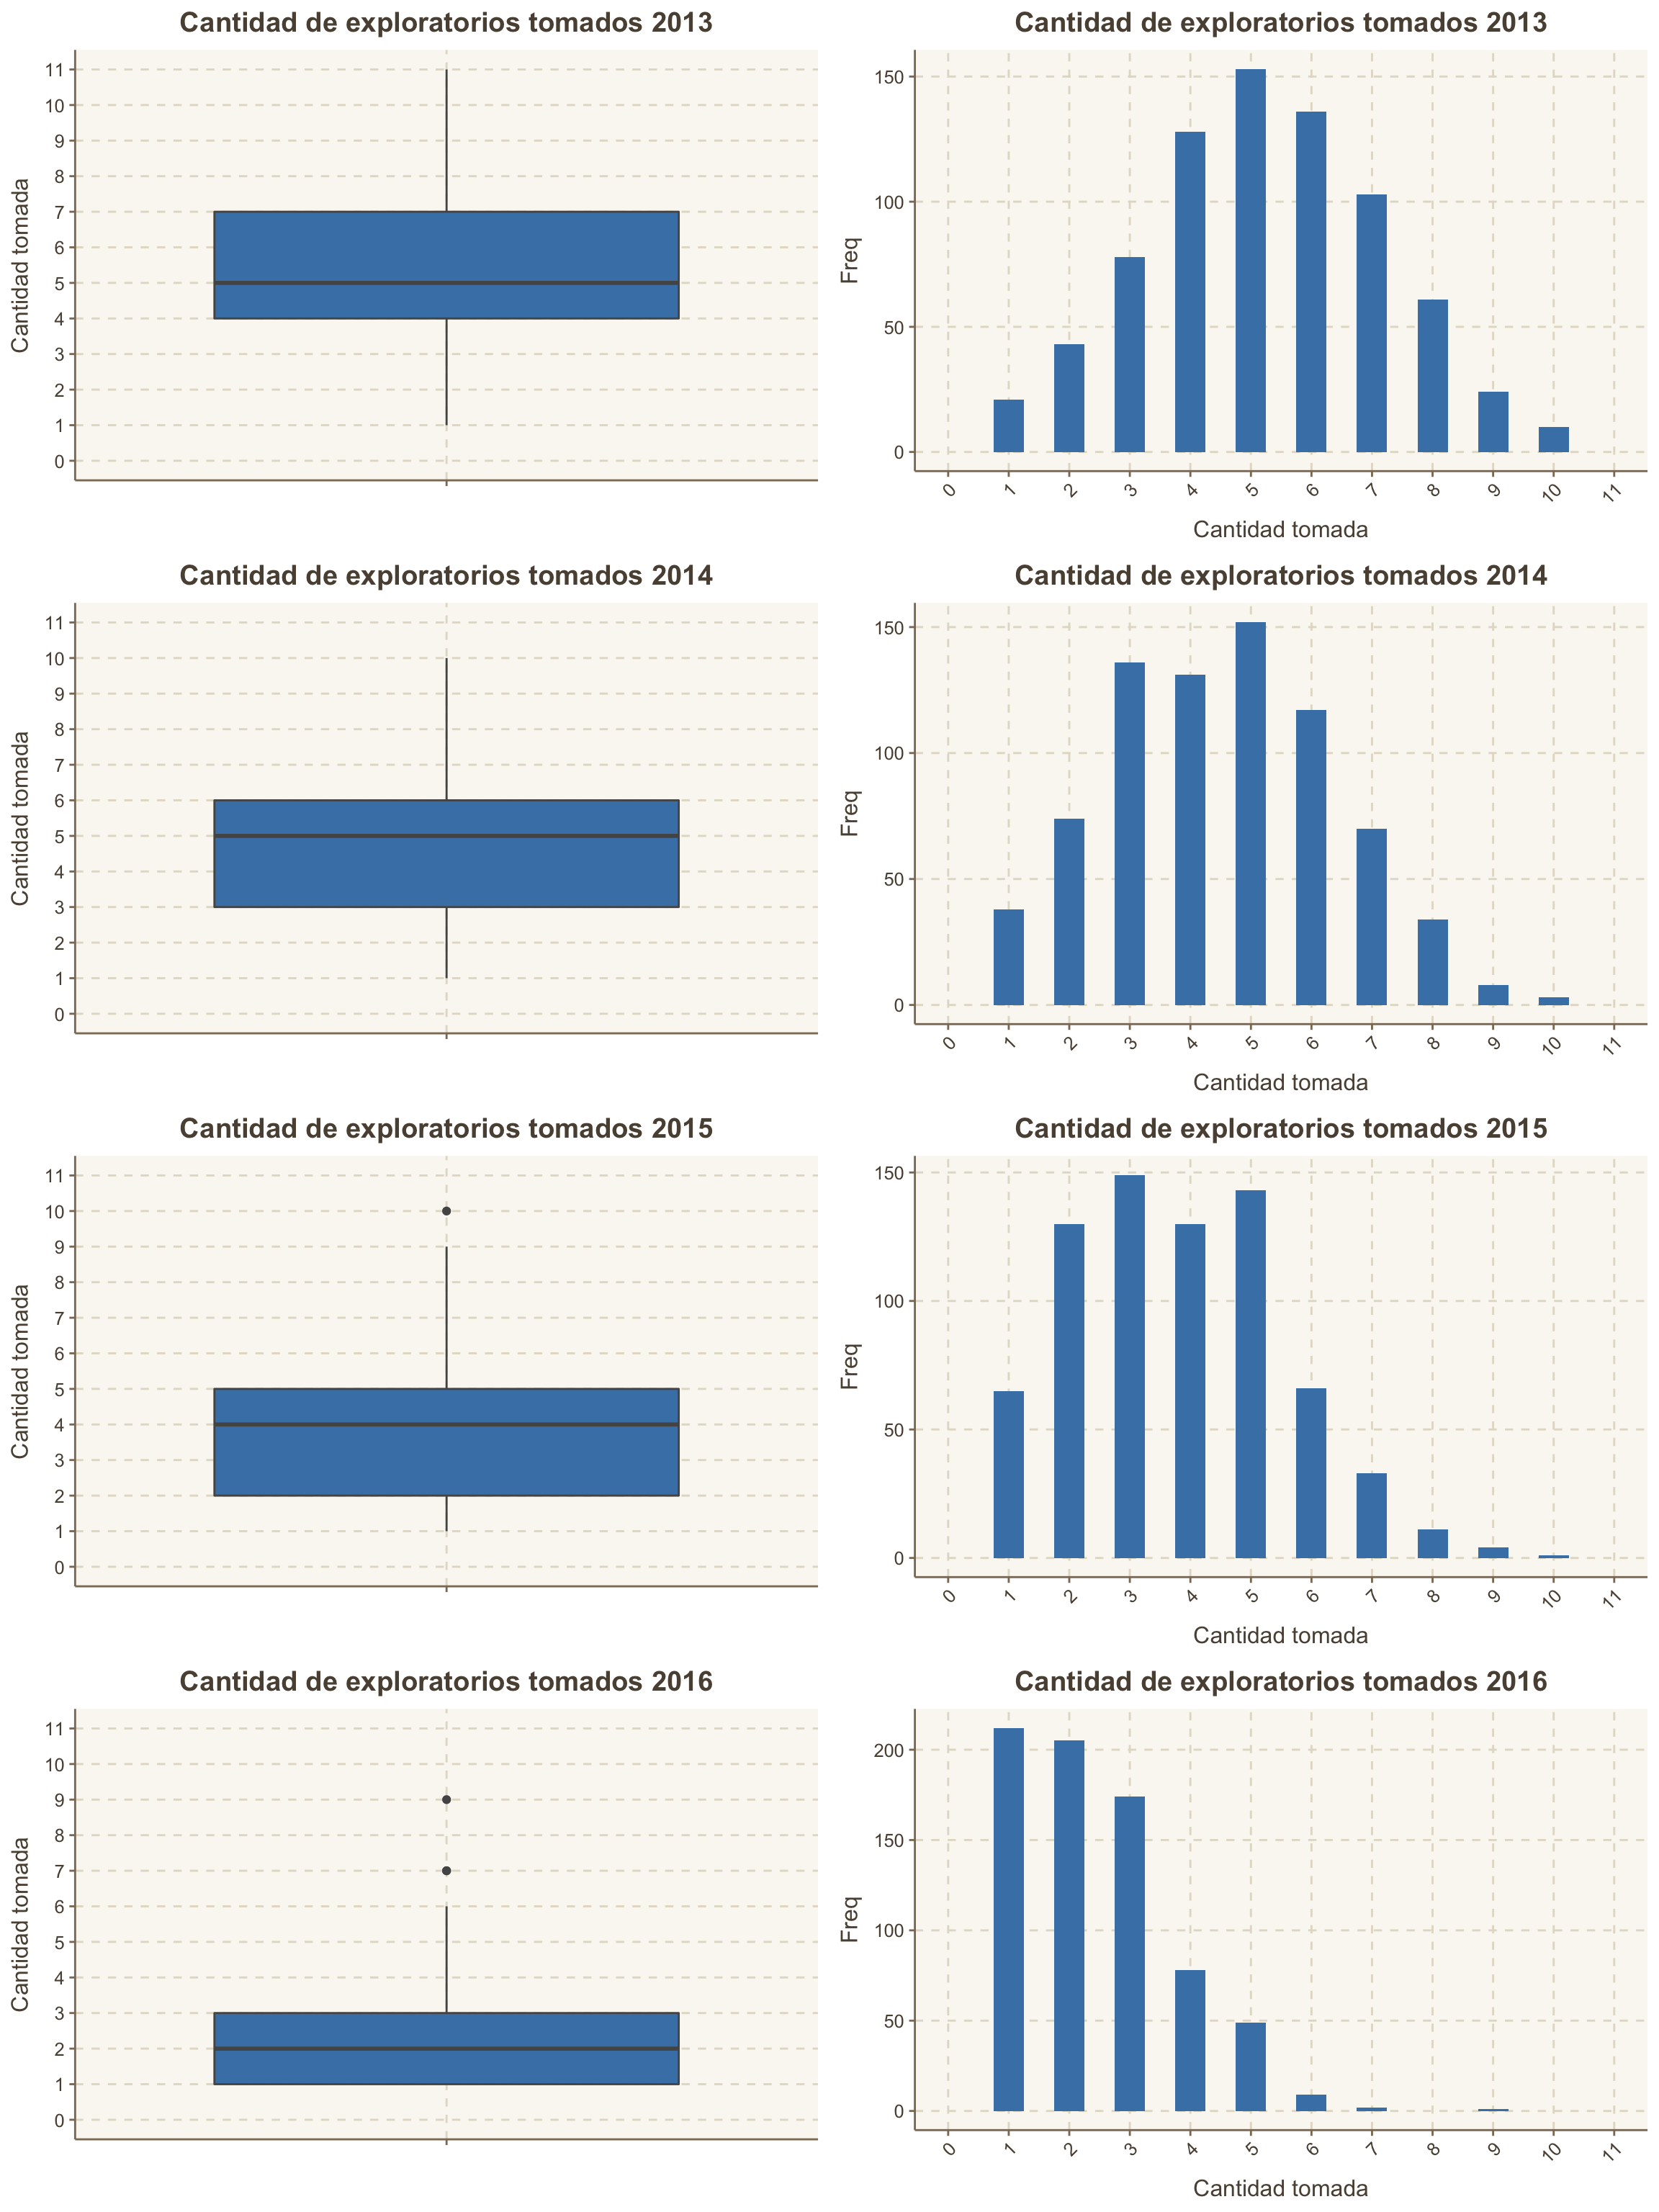 Cantidad de exploratorios tomados 2013
Cantidad tomada
11
10
9
8
7
6
5
4
3
2
1
0
Cantidad de exploratorios tomados 2013
Freq
150
100
50
0
0 1 2 3 4 5 6 7 8 9 10 11
Cantidad tomada
Cantidad de exploratorios tomados 2014
Cantidad tomada
11
10
9
8
7
6
5
4
3
2
1
0
Cantidad de exploratorios tomados 2014
Freq
150
100
50
0
0 1 2 3 4 5 6 7 8 9 10 11
Cantidad tomada
Cantidad de exploratorios tomados 2015
Cantidad tomada
11
10
9
8
7
6
5
4
3
2
1
0
Cantidad de exploratorios tomados 2015
Freq
150
100
50
0
0 1 2 3 4 5 6 7 8 9 10 11
Cantidad tomada
Cantidad de exploratorios tomados 2016
Cantidad tomada
11
10
9
8
7
6
5
4
3
2
1
0
Cantidad de exploratorios tomados 2016
Freq
200
150
100
50
0
0 1 2 3 4 5 6 7 8 9 10 11
Cantidad tomada